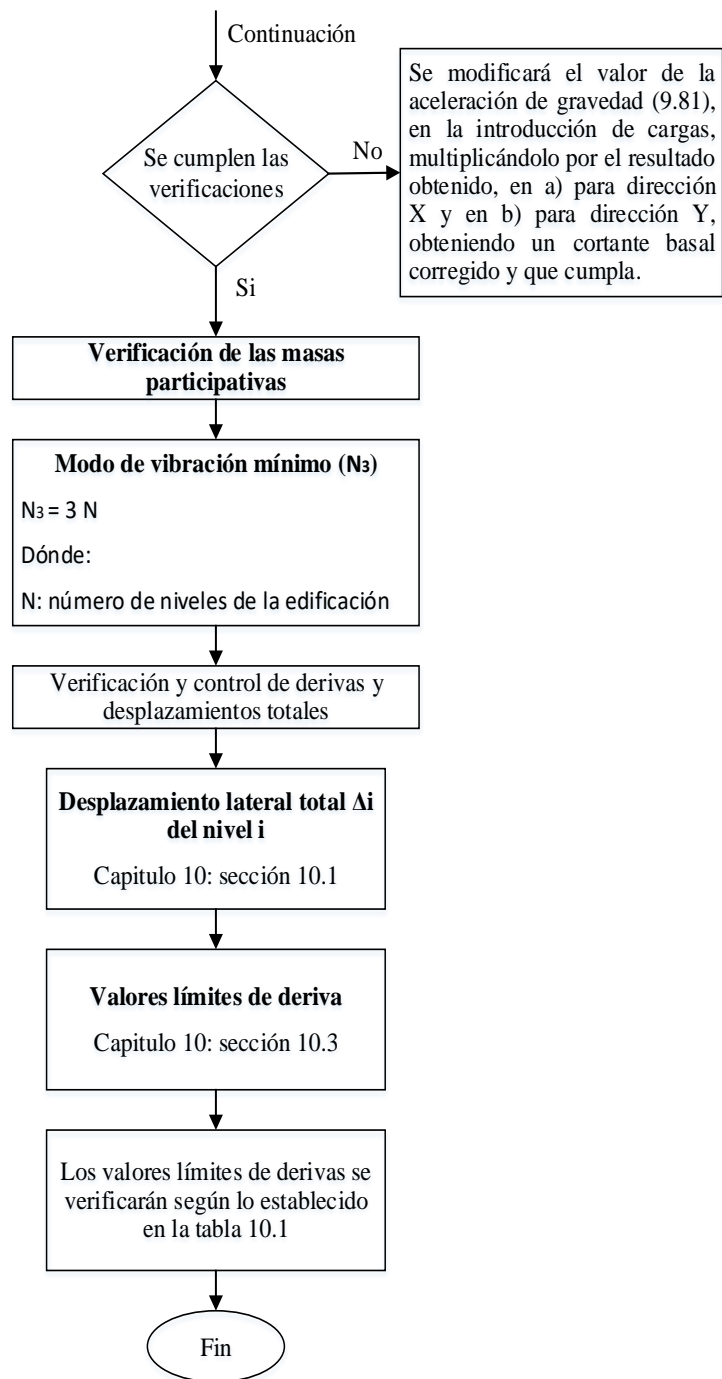 Continuación
Se cumplen las
verificaciones
No
Se modificará el valor de la
aceleración de gravedad (9.81),
en la introducción de cargas,
multiplicándolo por el resultado
obtenido, en a) para dirección
X y en b) para dirección Y,
obteniendo un cortante basal
corregido y que cumpla.
Si
Verificación de las masas
participativas
Modo de vibración mínimo (N₃)
N₃ = 3 N
Dónde:
N: número de niveles de la edificación
Verificación y control de derivas y
desplazamientos totales
Desplazamiento lateral total Δi
del nivel i
Capitulo 10: sección 10.1
Valores límites de deriva
Capitulo 10: sección 10.3
Los valores límites de derivas se
verificarán según lo establecido
en la tabla 10.1
Fin